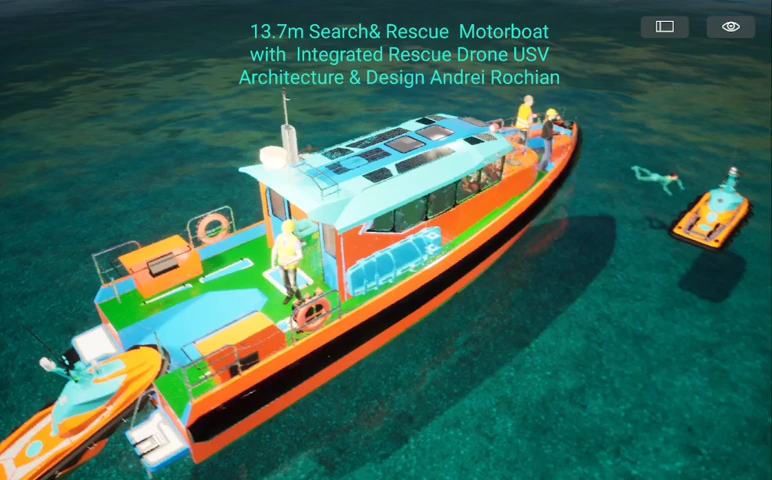 13.7m Search& Rescue Motorboat
with Integrated Rescue Drone USV
Architecture & Design Andrei Rochian